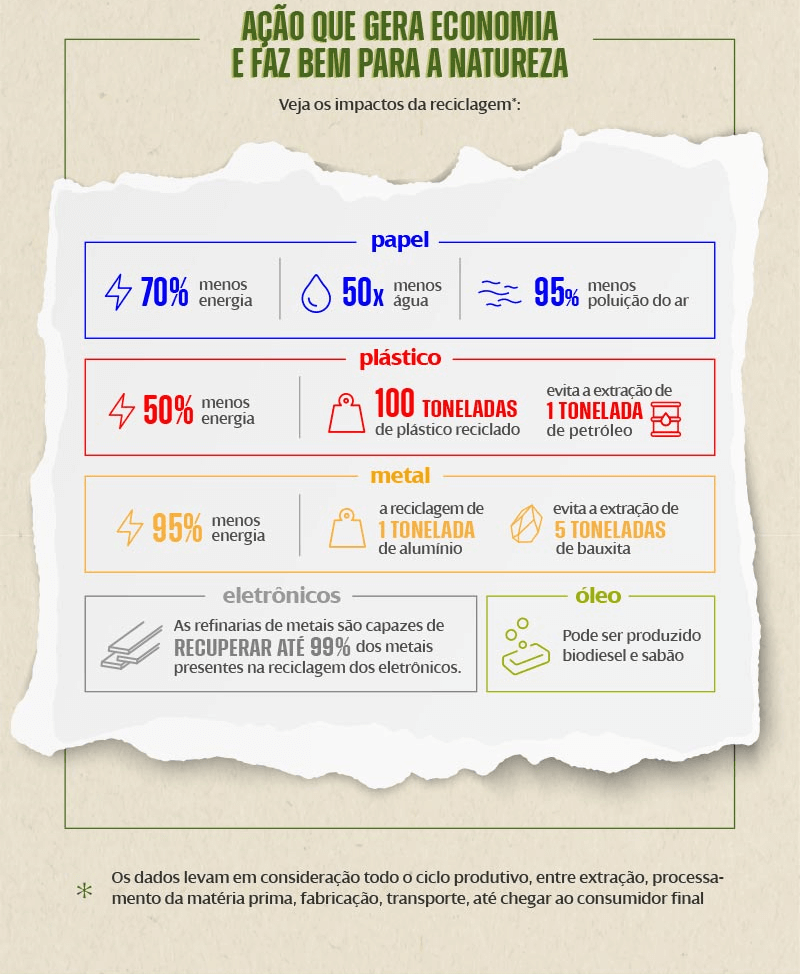 AÇÃO QUE GERA ECONOMIA
E FAZ BEM PARA A NATUREZA
Veja os impactos da reciclagem*:
papel
70% menos
energia
50x menos
água
95% menos
poluição do ar
plástico
50% menos
energia
100 TONELADAS
de plástico reciclado
evita a extração de
1 TONELADA
de petróleo
metal
95% menos
energia
a reciclagem de
1 TONELADA
de alumínio
evita a extração de
5 TONELADAS
de bauxita
eletrônicos
As refinarias de metais são capazes de
RECUPERAR ATÉ 99% dos metais
presentes na reciclagem dos eletrônicos.
óleo
Pode ser produzido
biodiesel e sabão
* Os dados levam em consideração todo o ciclo produtivo, entre extração, processa-
mento da matéria prima, fabricação, transporte, até chegar ao consumidor final